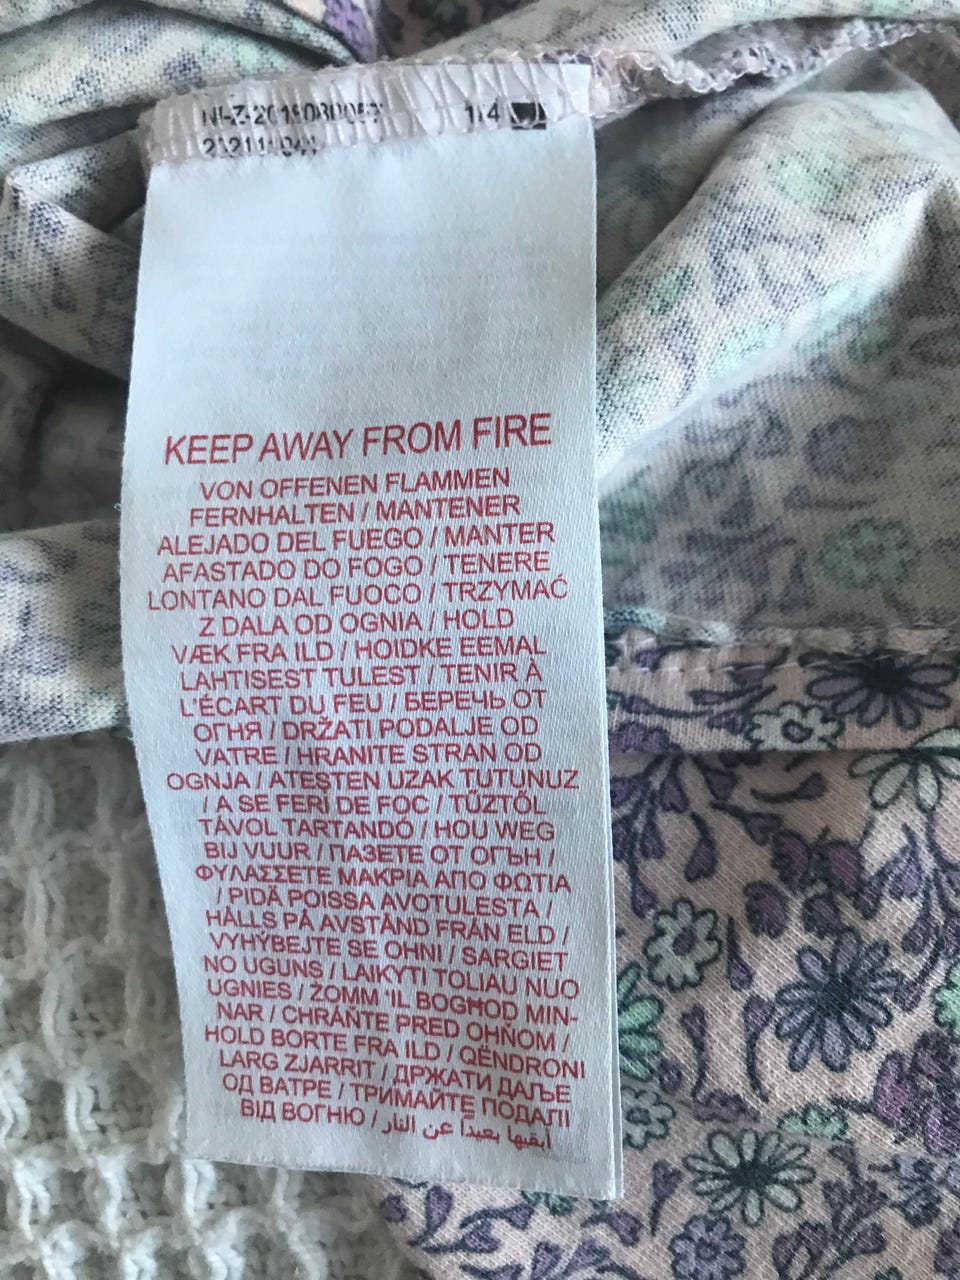 1/4
KEEP AWAY FROM FIRE
VON OFFENEN FLAMMEN
FERNHALTEN / MANTENER
ALEJADO DEL FUEGO / MANTER
AFASTADO DO FOGO / TENERE
LONTANO DAL FUOCO / TRZYMAĆ
Z DALA OD OGNIA / HOLD
VÆK FRA ILD / HOIDKE EEMAL
LAHTISEST TULEST / TENIR À
L'ÉCART DU FEU / БЕРЕЧЬ ОТ
ОГНЯ / DRŽATI PODALJE OD
VATRE / HRANITE STRAN OD
OGNJA / ATESTEN UZAK TUTUNUZ
/ A SE FERI DE FOC / TŰZTŐL
TÁVOL TARTANDÓ / HOU WEG
BIJ VUUR / ПАЗЕТЕ ОТ ОГЪН /
ΦΥΛΑΣΣΕΤΕ ΜΑΚΡΙΑ ΑΠΟ ΦΩΤΙΑ
/ PIDÄ POISSA AVOTULESTA /
HÅLLS PÅ AVSTÅND FRÅN ELD /
VYHÝBEJTE SE OHNI / SARGIET
NO UGUNS / LAIKYTI TOLIAU NUO
UGNIES / ŻOMM 'IL BOGĦOD MIN-
NAR / CHRÁŇTE PRED OHŇOM /
HOLD BORTE FRA ILD / QËNDRONI
LARG ZJARRIT / ДРЖАТИ ДАЉЕ
ОД ВАТРЕ / ТРИМАЙТЕ ПОДАЛІ
ВІД ВОГНЮ / أبقيها بعيداً عن النار